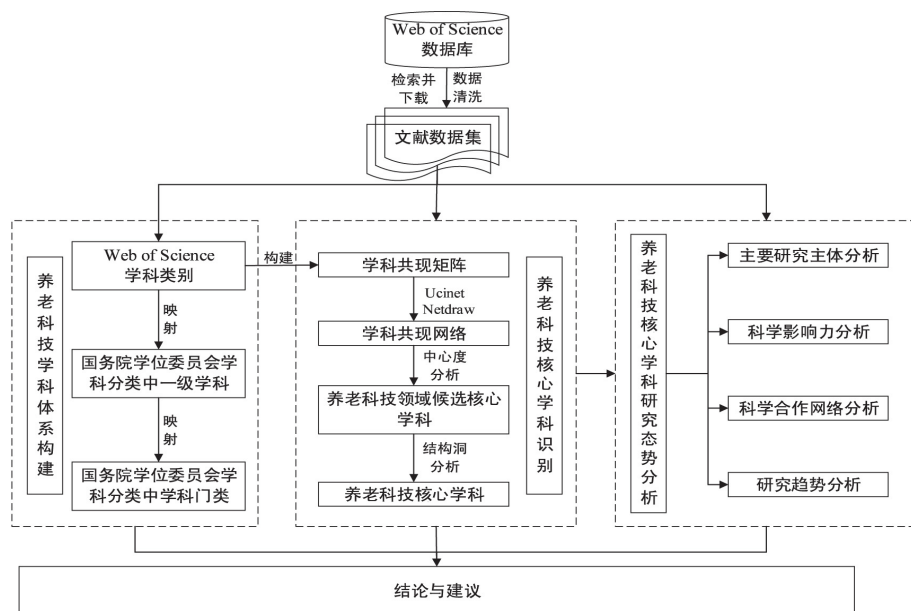 Web of Science
数据库
检索并
下载
数据
清洗
文献数据集
养老科技学科体系构建
Web of Science
学科类别
映射
国务院学位委员会学
科分类中一级学科
映射
国务院学位委员会学
科分类中学科门类
构建
学科共现矩阵
Ucinet
Netdraw
学科共现网络
中心度
分析
养老科技领域候选核心
学科
结构洞
分析
养老科技核心学科
养老科技核心学科识别
养老科技核心学科研究态势分析
主要研究主体分析
科学影响力分析
科学合作网络分析
研究趋势分析
结论与建议